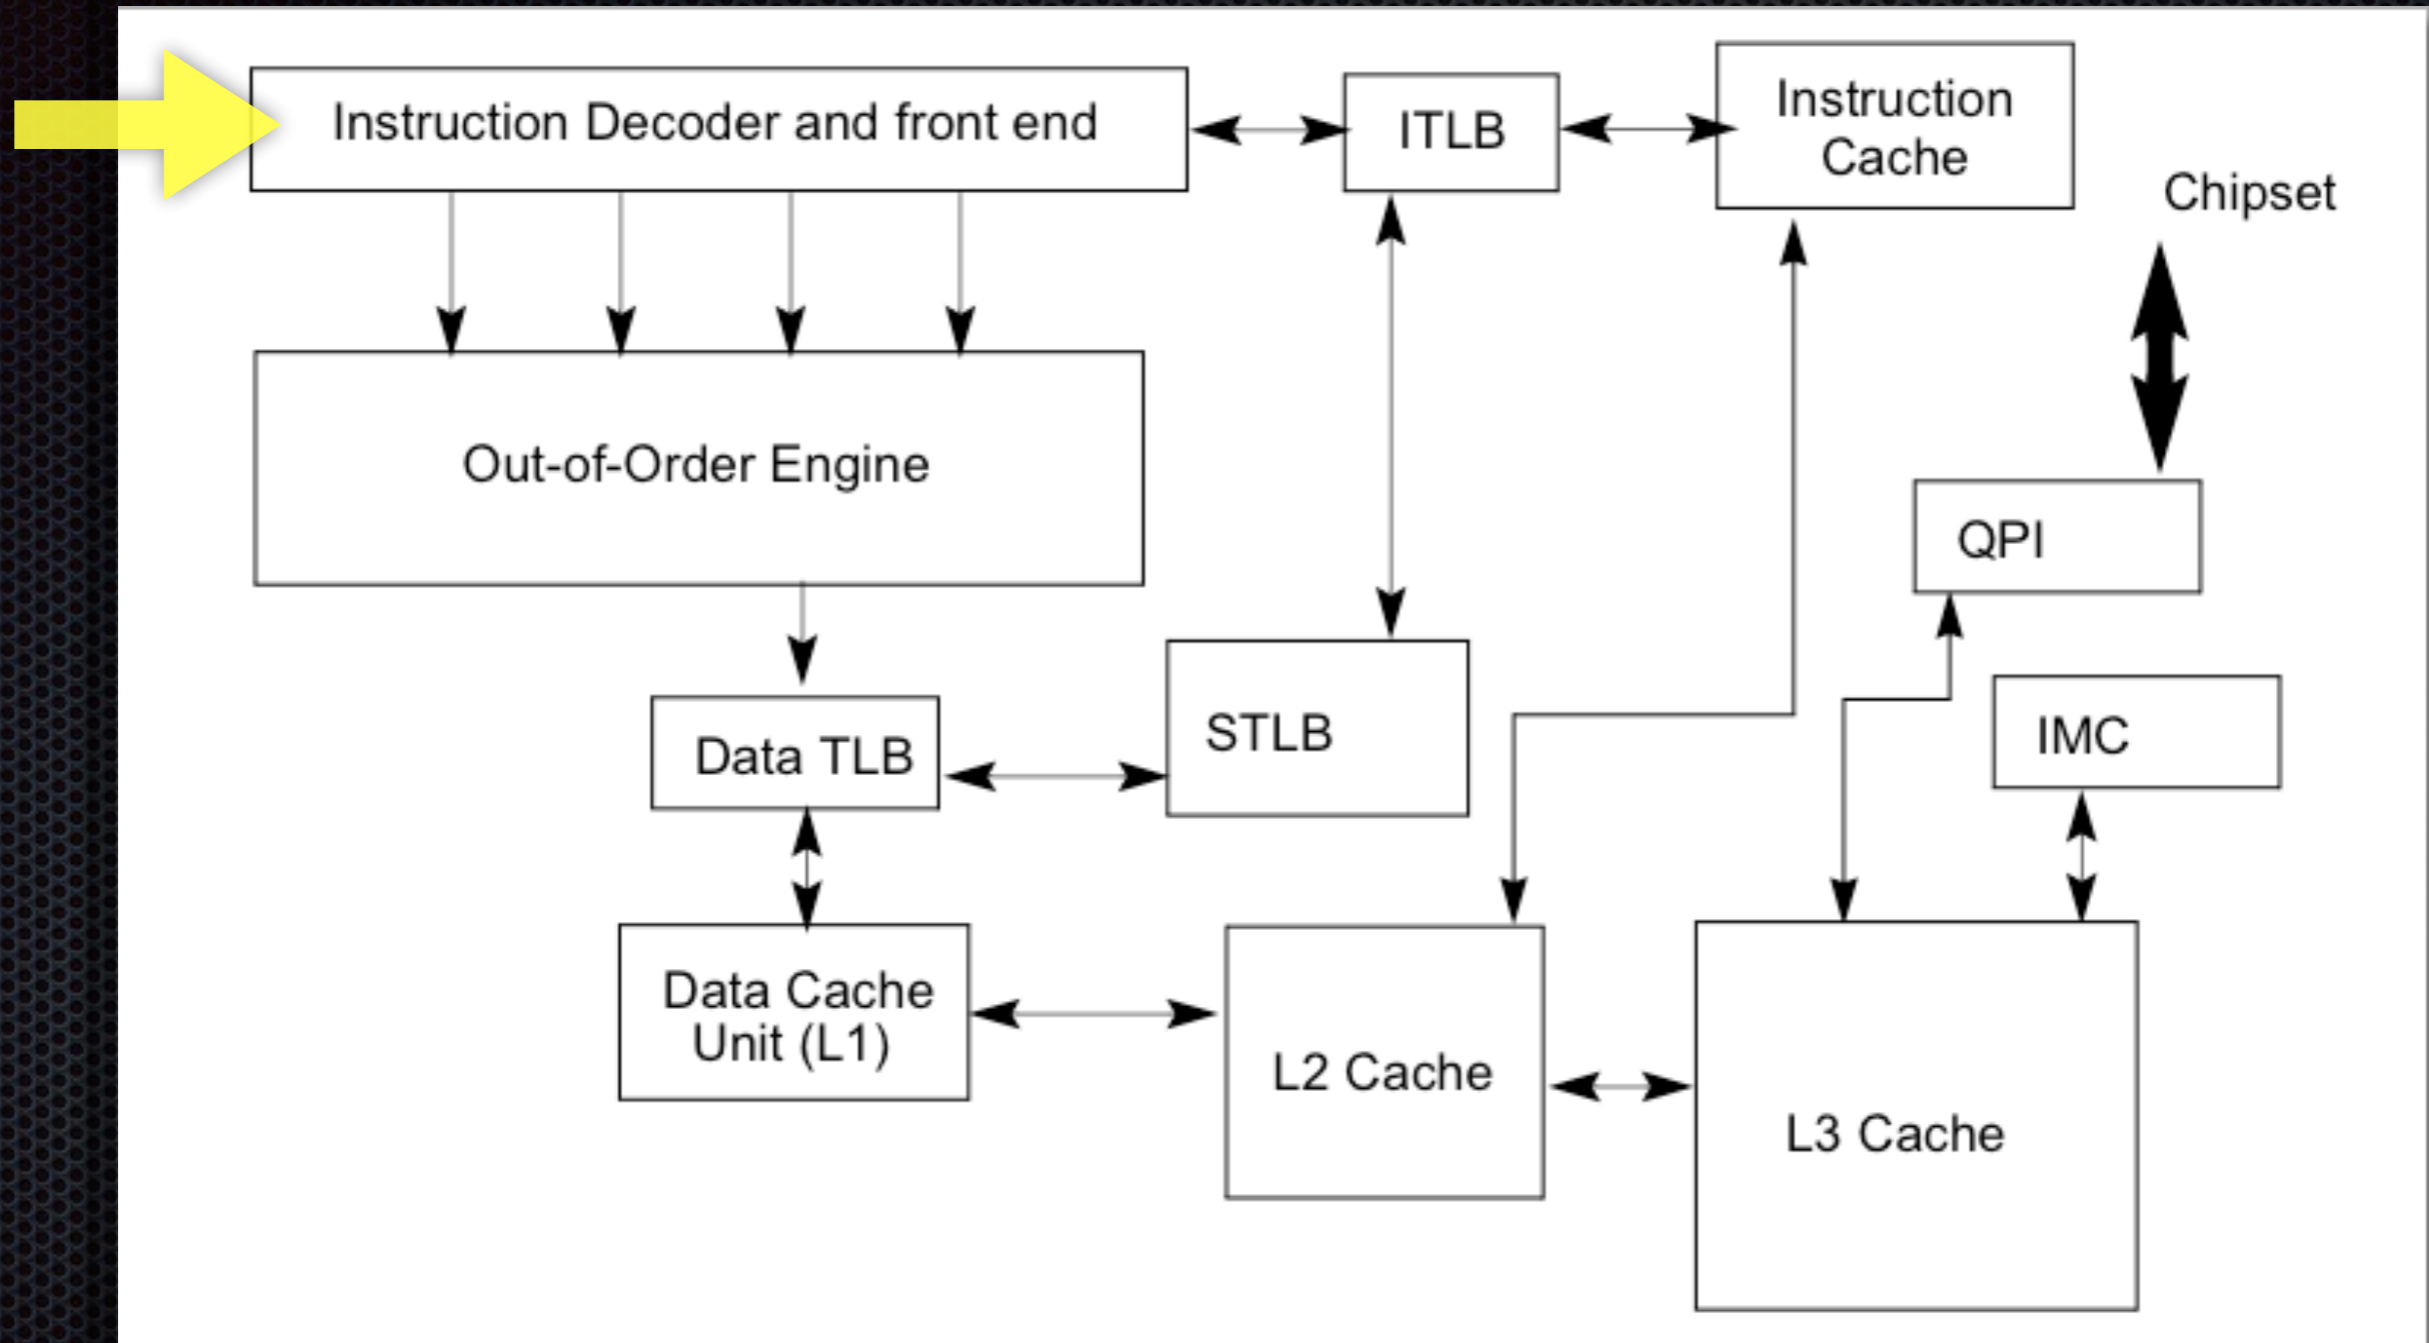 Instruction Decoder and front end
ITLB
Instruction
Cache
Chipset
Out-of-Order Engine
QPI
Data TLB
STLB
IMC
Data Cache
Unit (L1)
L2 Cache
L3 Cache